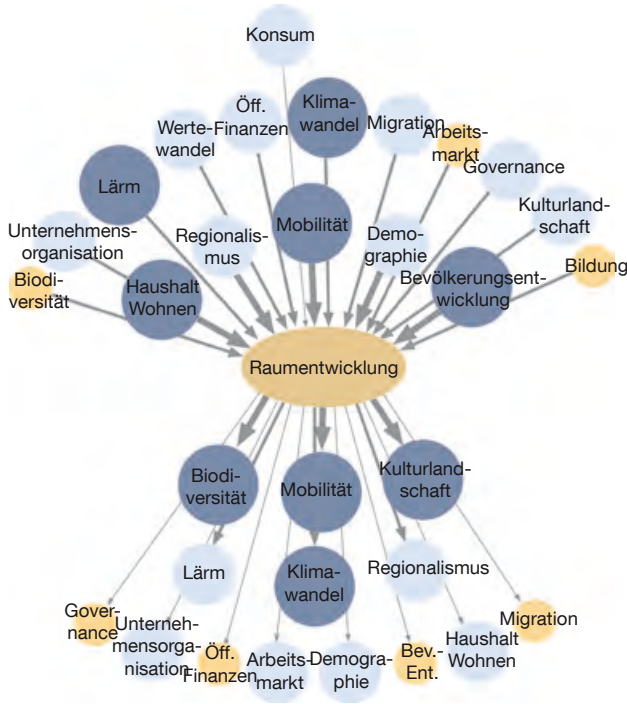 Konsum
Klima-
wandel
Öff.
Finanzen
Migration
Werte-
wandel
Arbeits-
markt
Governance
Lärm
Kulturland-
schaft
Unternehmens-
organisation
Regionalis-
mus
Mobilität
Demo-
graphie
Bildung
Biodi-
versität
Haushalt
Wohnen
Bevölkerungsent-
wicklung
Raumentwicklung
Biodi-
versität
Mobilität
Kulturland-
schaft
Lärm
Klima-
wandel
Regionalismus
Gover-
nance
Unterneh-
mensorga-
nisation
Öff.
Finanzen
Arbeits-
markt
Demogra-
phie
Bev.-
Ent.
Haushalt
Wohnen
Migration